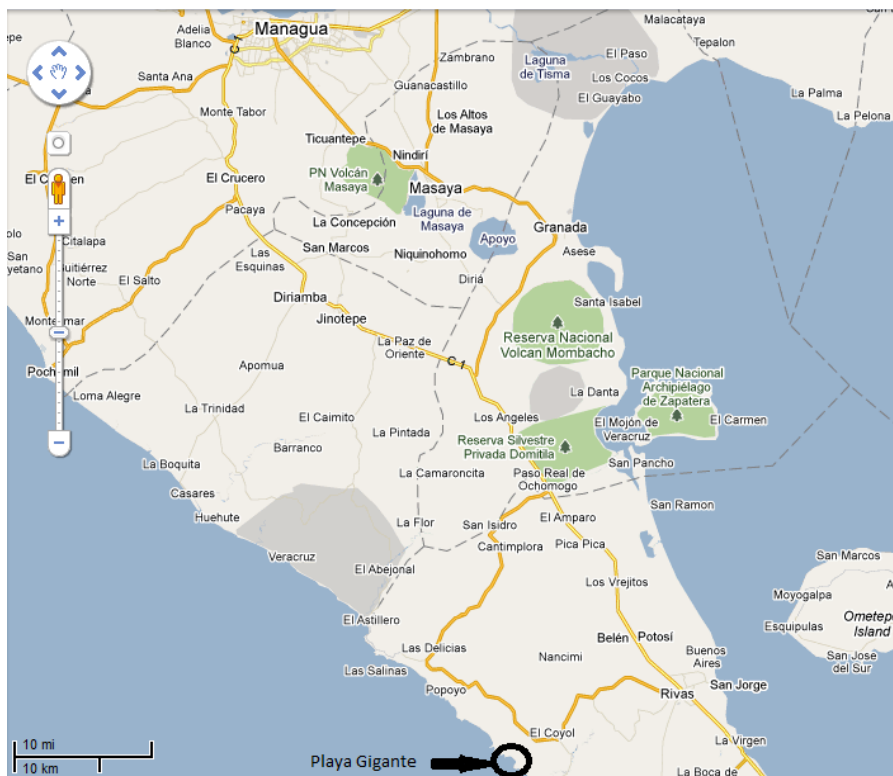 Malacataya
Adelia
Blanco
Managua
C 1
Tepalon
Zambrano
El Paso
Laguna
de Tisma
Los Cocos
Santa Ana
Guanacastillo
El Guayabo
La Palma
Monte Tabor
Los Altos
de Masaya
La Pelona
Ticuantepe
Nindirí
PN Volcán
Masaya
El Crucero
Masaya
Pacaya
La Concepción
Laguna de
Masaya
Granada
Citalapa
San Marcos
Niquinohomo
Apoyo
Asese
Las
Esquinas
Gutiérrez
Norte
El Salto
Diriá
Diriamba
Santa Isabel
Jinotepe
Reserva Nacional
Volcan Mombacho
La Paz de
Oriente
C 1
Apomua
Parque Nacional
Archipiélago
de Zapatera
La Danta
Loma Alegre
La Trinidad
El Caimito
Los Angeles
El Mojón de
Veracruz
El Carmen
La Pintada
Reserva Silvestre
Privada Domitila
Barranco
La Boquita
La Camaroncita
Paso Real de
Ochomogo
San Pancho
Casares
San Ramon
Huehute
La Flor
San Isidro
El Amparo
Cantimplora
Pica Pica
Veracruz
El Abejonal
San Marcos
Los Vrejitos
Moyogalpa
El Astillero
Esquipulas
Ometepe
Island
Las Delicias
Belén
Potosí
Nancimi
Buenos
Aires
San José
del Sur
Las Salinas
Popoyo
Rivas
San Jorge
El Coyol
La Virgen
10 mi
10 km
Playa Gigante
La Boca de